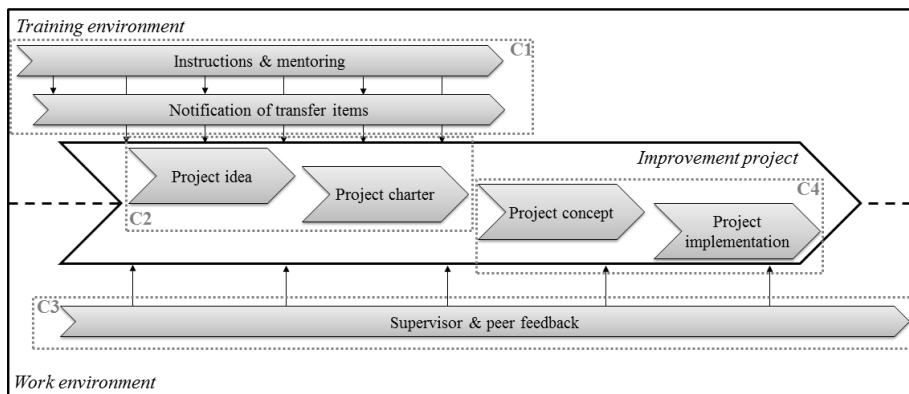 Training environment
C1
Instructions & mentoring
Notification of transfer items
Improvement project
Project idea
Project charter
C2
C4
Project concept
Project
implementation
C3
Supervisor & peer feedback
Work environment